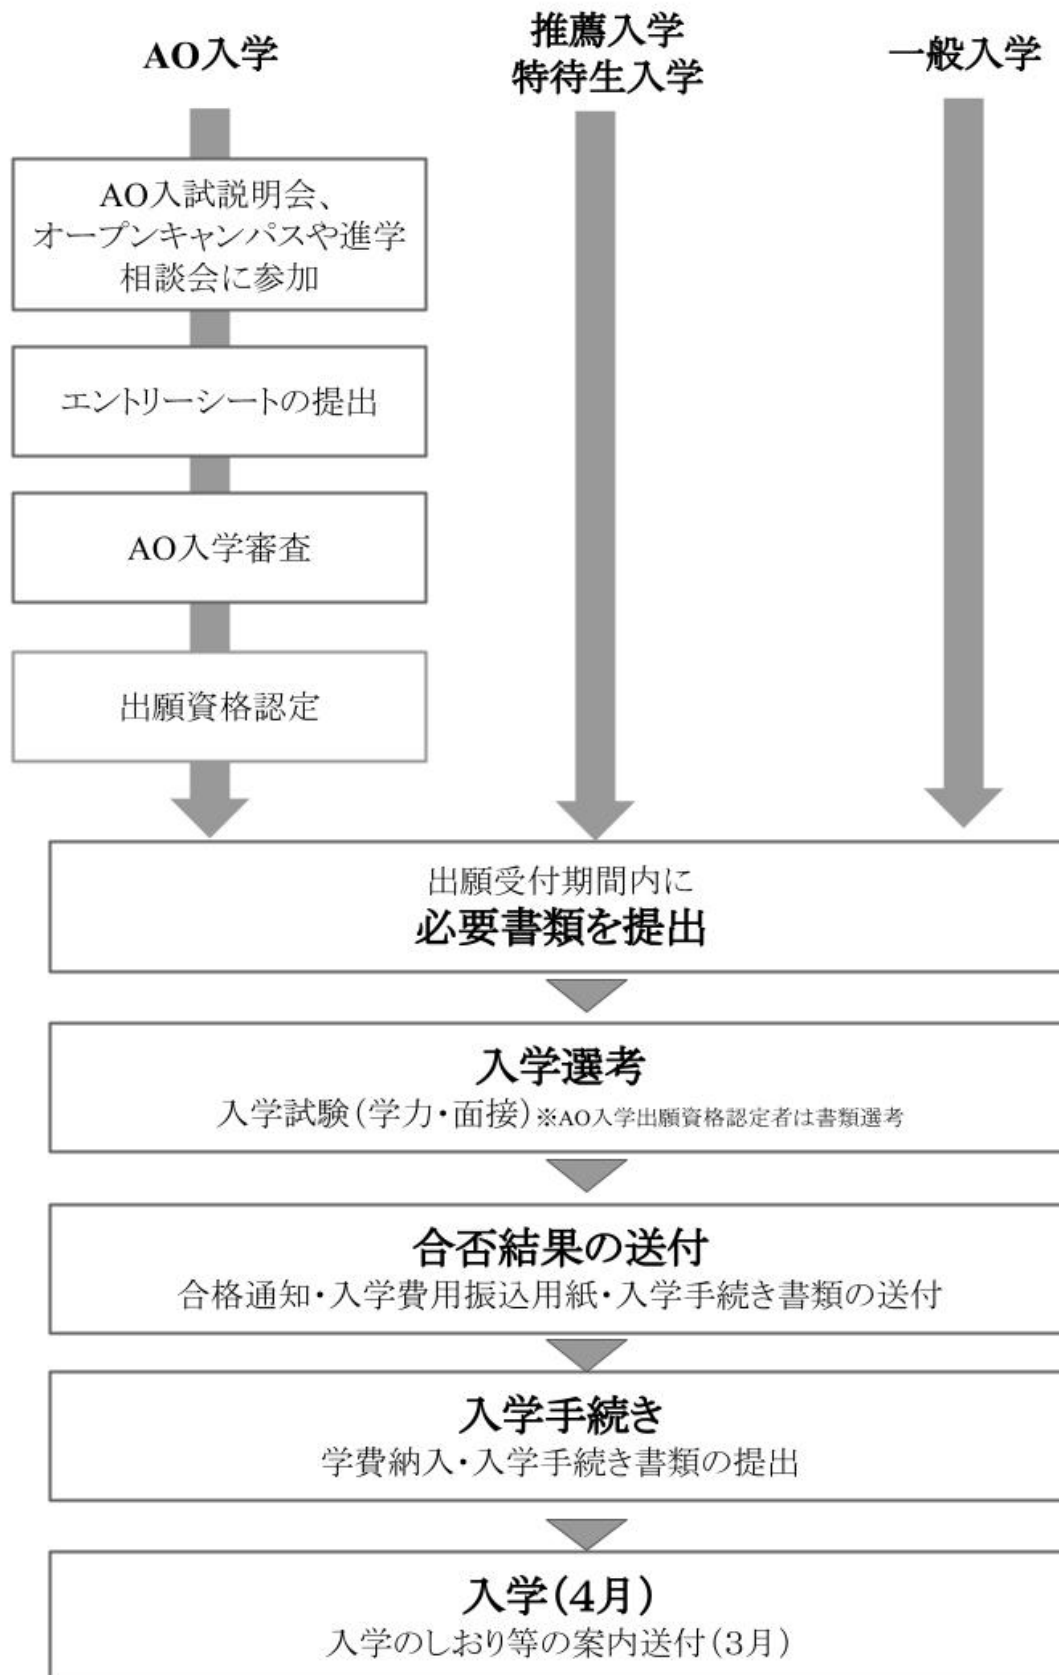 AO入学
推薦入学
特待生入学
一般入学
AO入試説明会、
オープンキャンパスや進学
相談会に参加
エントリーシートの提出
AO入学審査
出願資格認定
出願受付期間内に
必要書類を提出
入学選考
入学試験(学力・面接)※AO入学出願資格認定者は書類選考
合否結果の送付
合格通知・入学費用振込用紙・入学手続き書類の送付
入学手続き
学費納入・入学手続き書類の提出
入学(4月)
入学のしおり等の案内送付(3月)